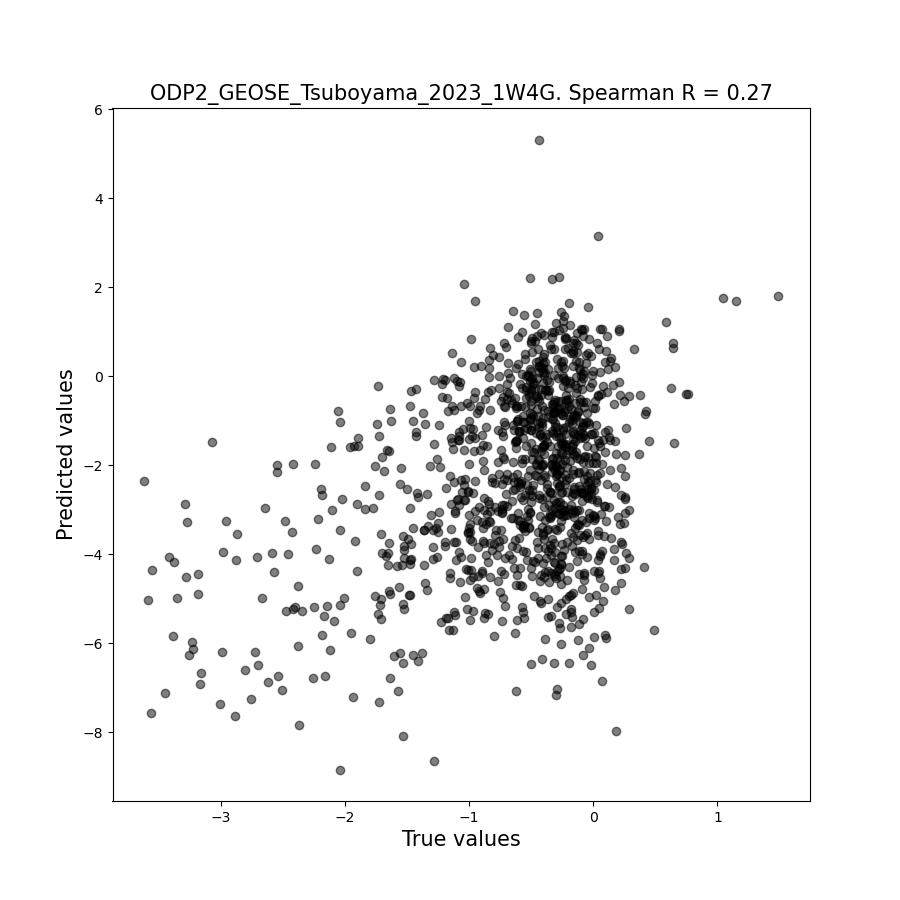 ODP2_GEOSE_Tsuboyama_2023_1W4G. Spearman R = 0.27
6
4
2
0
−2
−4
−6
−8
Predicted values
−3 −2 −1 0 1
True values